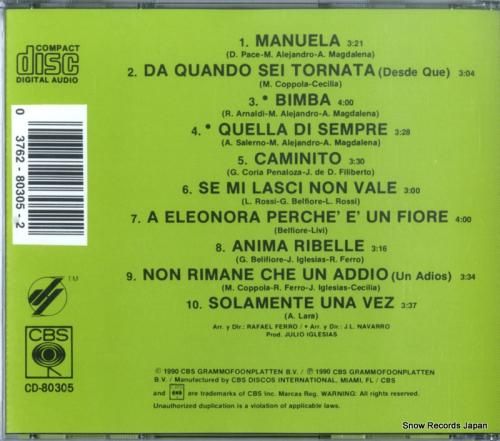 COMPACT
disc
DIGITAL AUDIO
0 3762-80305-2
1. MANUELA 3:21
(D. Pace-M. Alejandro-A. Magdalena)
2. DA QUANDO SEI TORNATA (Desde Que) 3:04
(M. Coppola-Cecilia)
3. * BIMBA 4:00
(R. Arnaldi-M. Alejandro-A. Magdalena)
4. * QUELLA DI SEMPRE 3:28
(A. Salerno-M. Alejandro-A. Magdalena)
5. CAMINITO 3:30
(G. Coria Penaloza-J. de D. Filiberto)
6. SE MI LASCI NON VALE 3:00
(L. Rossi-G. Belfiore-L. Rossi)
7. A ELEONORA PERCHE' E' UN FIORE 4:00
(Belfiore-Livi)
8. ANIMA RIBELLE 3:16
(G. Belifiore-J. Iglesias-R. Ferro)
9. NON RIMANE CHE UN ADDIO (Un Adios) 3:34
(M. Coppola-R. Ferro-J. Iglesias-Cecilia)
10. SOLAMENTE UNA VEZ 3:37
(A. Lara)
Arr. y Dir: RAFAEL FERRO / * Arr. y Dir: J.L. NAVARRO
Prod. JULIO IGLESIAS
TM
CBS
CD-80305
© 1990 CBS GRAMMOFOONPLATTEN B.V. / ℗ 1990 CBS GRAMMOFOONPLATTEN
B.V. / Manufactured by CBS DISCOS INTERNATIONAL, MIAMI, FL / CBS
and CBS are trademarks of CBS Inc. Marcas Reg. WARNING: All rights reserved.
Unauthorized duplication is a violation of applicable laws.
Snow Records Japan